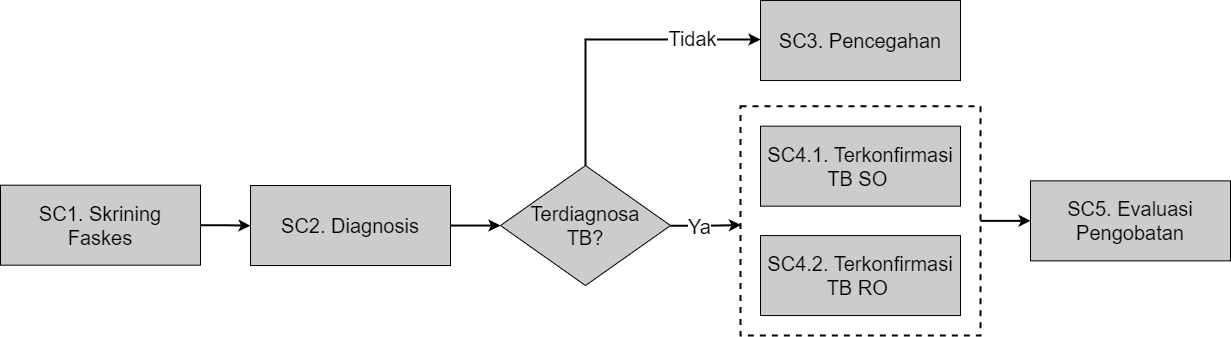 SC1. Skrining
Faskes
SC2. Diagnosis
Terdiagnosa
TB?
Tidak
SC3. Pencegahan
Ya
SC4.1. Terkonfirmasi
TB SO
SC4.2. Terkonfirmasi
TB RO
SC5. Evaluasi
Pengobatan